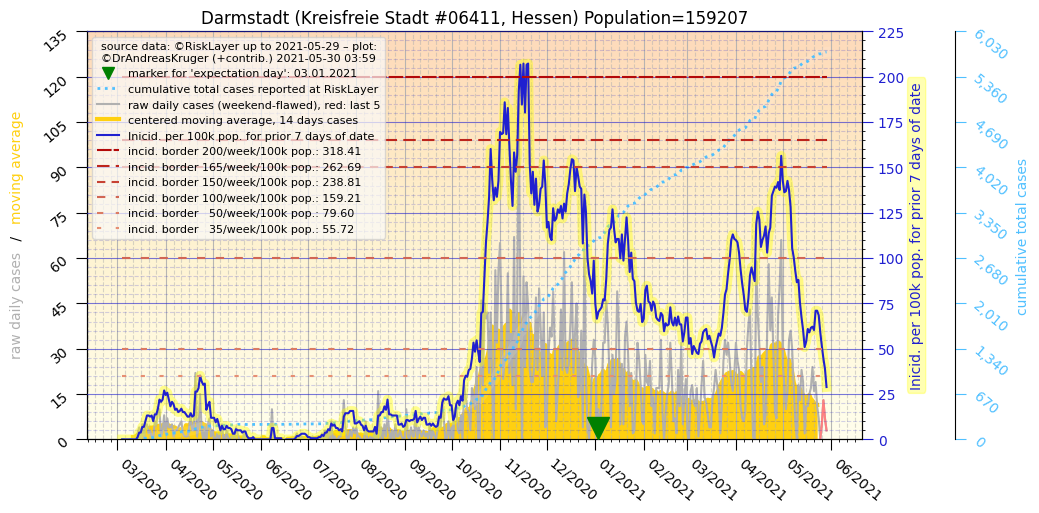 Darmstadt (Kreisfreie Stadt #06411, Hessen) Population=159207
source data: ©RiskLayer up to 2021-05-29 – plot:
©DrAndreasKruger (+contrib.) 2021-05-30 03:59
marker for 'expectation day': 03.01.2021
cumulative total cases reported at RiskLayer
raw daily cases (weekend-flawed), red: last 5
centered moving average, 14 days cases
Inicid. per 100k pop. for prior 7 days of date
incid. border 200/week/100k pop.: 318.41
incid. border 165/week/100k pop.: 262.69
incid. border 150/week/100k pop.: 238.81
incid. border 100/week/100k pop.: 159.21
incid. border 50/week/100k pop.: 79.60
incid. border 35/week/100k pop.: 55.72
raw daily cases / moving average
135
120
105
90
75
60
45
30
15
0
225
200
175
150
125
100
75
50
25
0
Inicid. per 100k pop. for prior 7 days of date
6,030
5,360
4,690
4,020
3,350
2,680
2,010
1,340
670
0
cumulative total cases
03/2020
04/2020
05/2020
06/2020
07/2020
08/2020
09/2020
10/2020
11/2020
12/2020
01/2021
02/2021
03/2021
04/2021
05/2021
06/2021